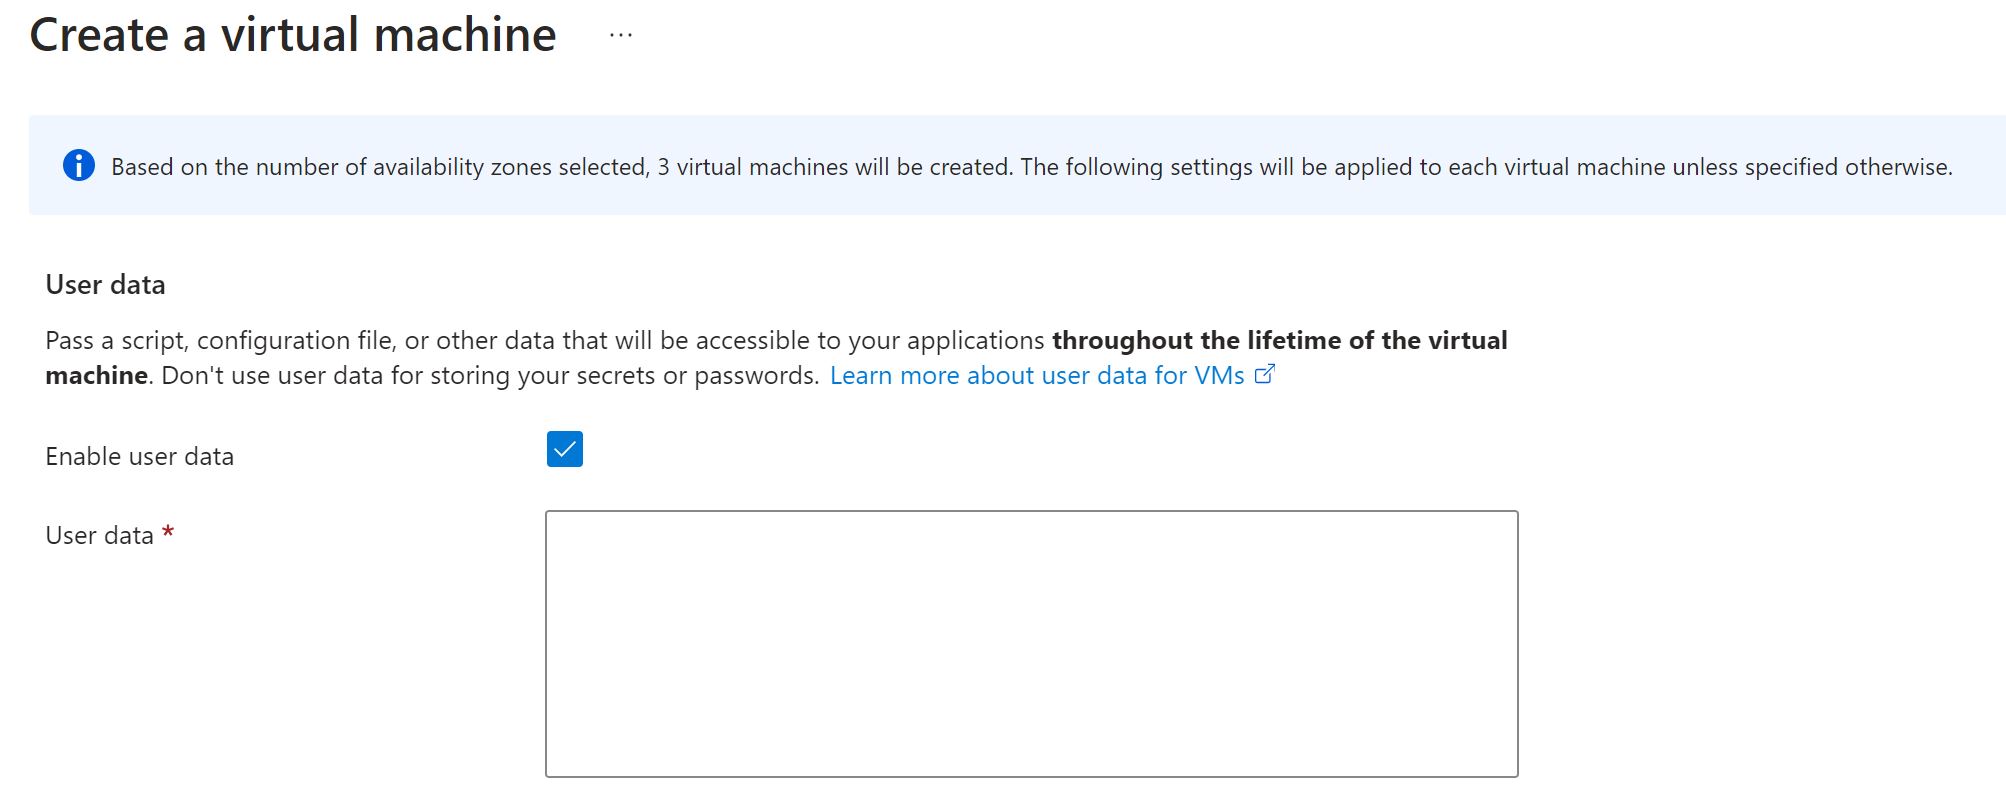 Create a virtual machine ...
Based on the number of availability zones selected, 3 virtual machines will be created. The following settings will be applied to each virtual machine unless specified otherwise.
User data
Pass a script, configuration file, or other data that will be accessible to your applications throughout the lifetime of the virtual
machine. Don't use user data for storing your secrets or passwords. Learn more about user data for VMs
Enable user data
User data *